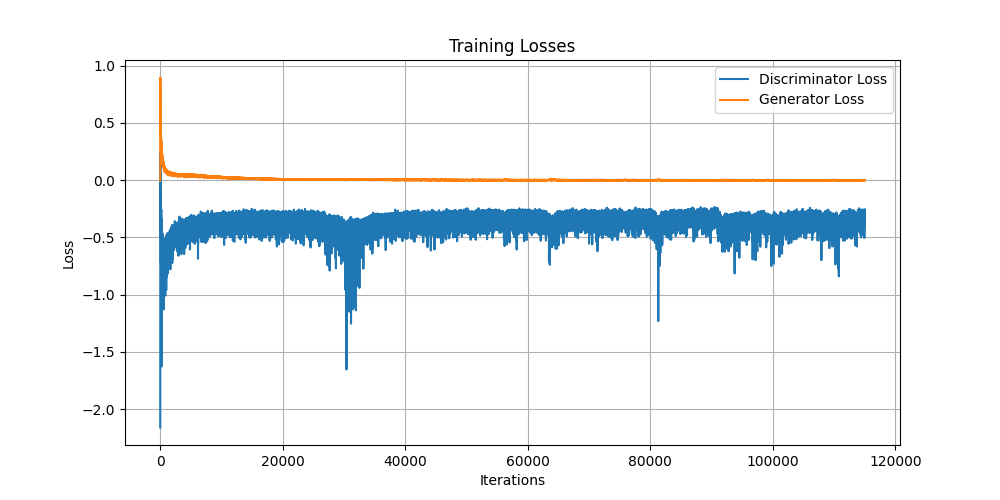 Training Losses
Discriminator Loss
Generator Loss
1.0
0.5
0.0
−0.5
−1.0
−1.5
−2.0
Loss
0
20000
40000
60000
80000
100000
120000
Iterations